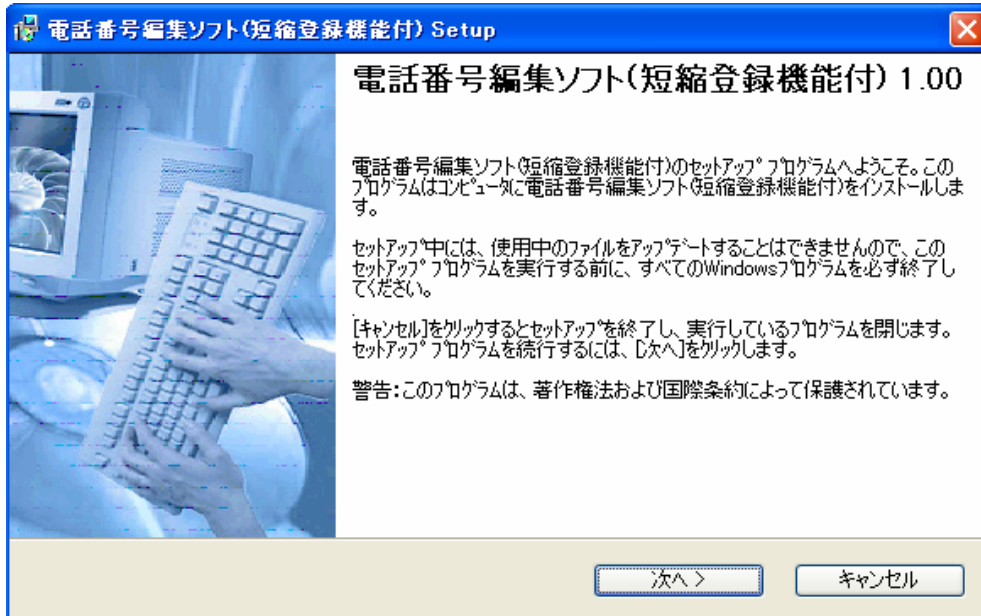 電話番号編集ソフト(短縮登録機能付) Setup
電話番号編集ソフト(短縮登録機能付) 1.00
電話番号編集ソフト(短縮登録機能付)のセットアップ プログラムへようこそ。この
プログラムはコンピュータに電話番号編集ソフト(短縮登録機能付)をインストールしま
す。
セットアップ中には、使用中のファイルをアップデートすることはできませんので、この
セットアップ プログラムを実行する前に、すべてのWindowsプログラムを必ず終了し
てください。
[キャンセル]をクリックするとセットアップを終了し、実行しているプログラムを閉じます。
セットアップ プログラムを続行するには、[次へ]をクリックします。
警告:このプログラムは、著作権法および国際条約によって保護されています。
次へ >
キャンセル